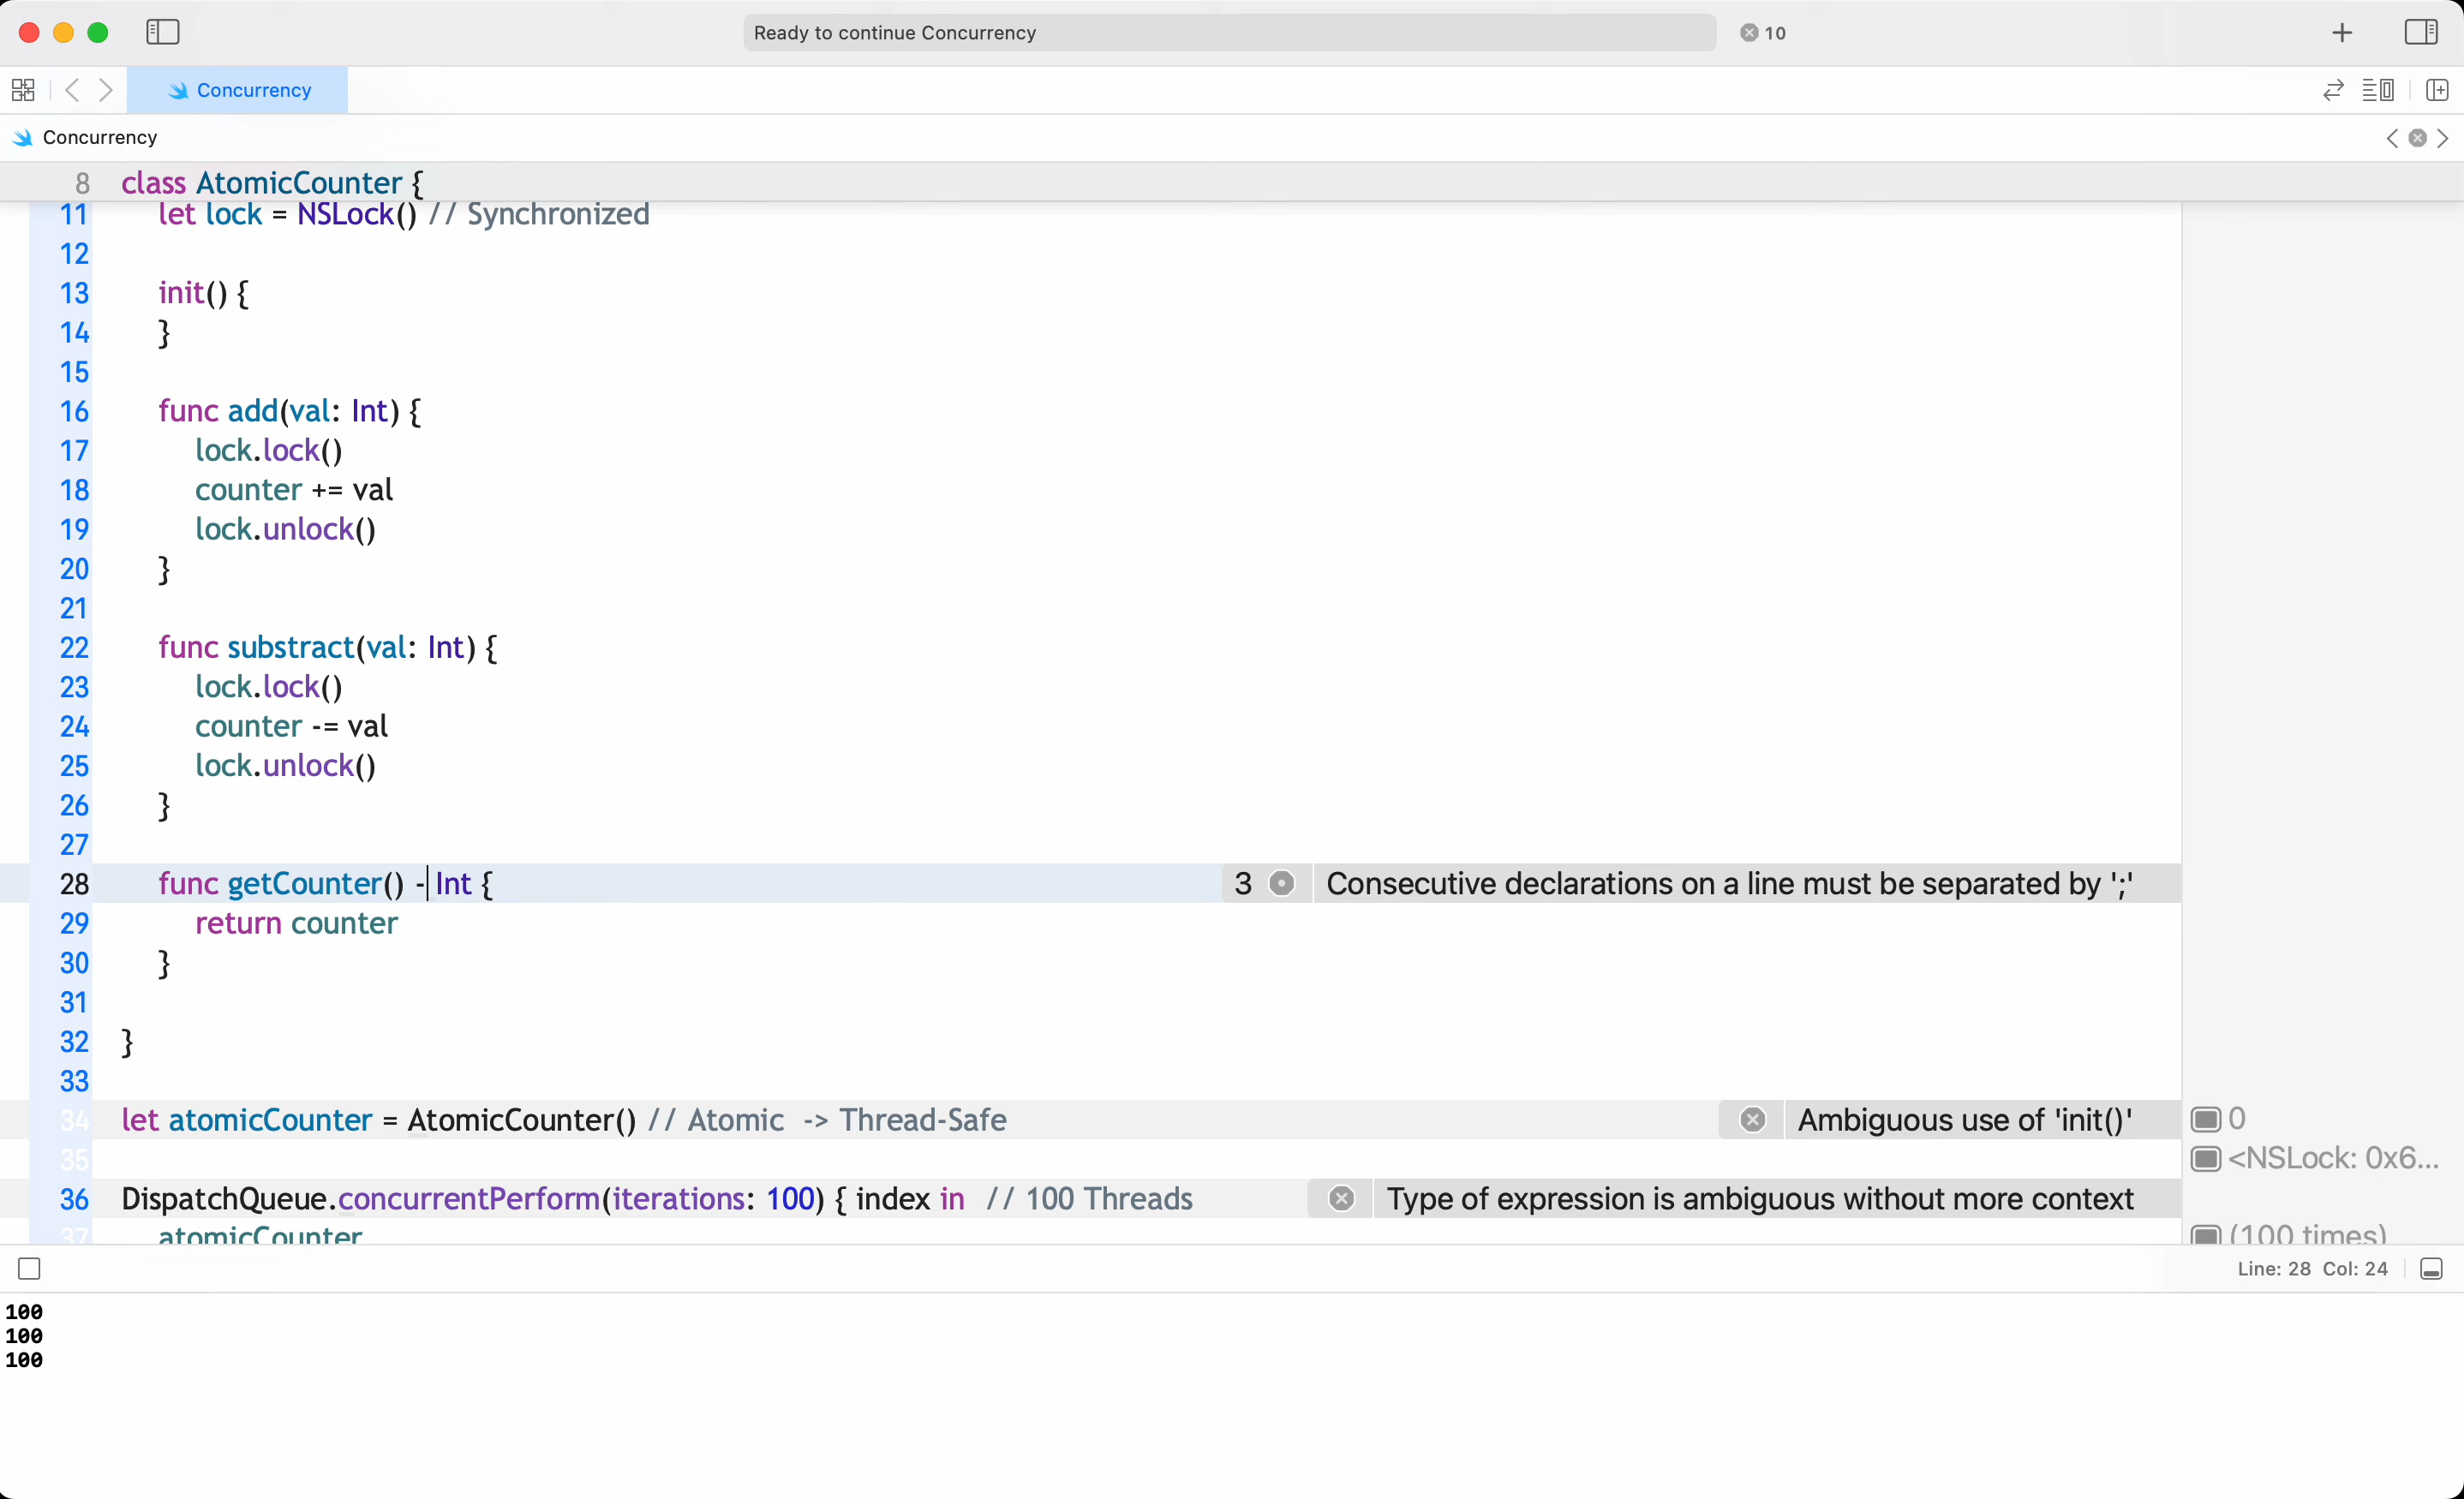 Ready to continue Concurrency
10
Concurrency
Concurrency
8 class AtomicCounter {
11 let lock = NSLock() // Synchronized
12
13 init() {
14 }
15
16 func add(val: Int) {
17 lock.lock()
18 counter += val
19 lock.unlock()
20 }
21
22 func substract(val: Int) {
23 lock.lock()
24 counter -= val
25 lock.unlock()
26 }
27
28 func getCounter() - Int { 3 Consecutive declarations on a line must be separated by ';'
29 return counter
30 }
31
32 }
33
34 let atomicCounter = AtomicCounter() // Atomic -> Thread-Safe Ambiguous use of 'init()' 0
35 <NSLock: 0x6...
36 DispatchQueue.concurrentPerform(iterations: 100) { index in // 100 Threads Type of expression is ambiguous without more context
37 atomicCounter (100 times)
Line: 28 Col: 24
100
100
100